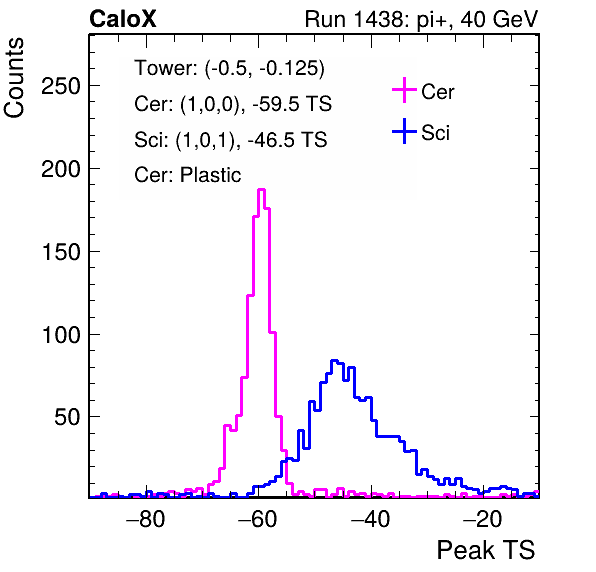 CaloX Run 1438: pi+, 40 GeV
Counts
Tower: (-0.5, -0.125)
Cer: (1,0,0), -59.5 TS
Sci: (1,0,1), -46.5 TS
Cer: Plastic
Cer
Sci
250
200
150
100
50
−80 −60 −40 −20
Peak TS